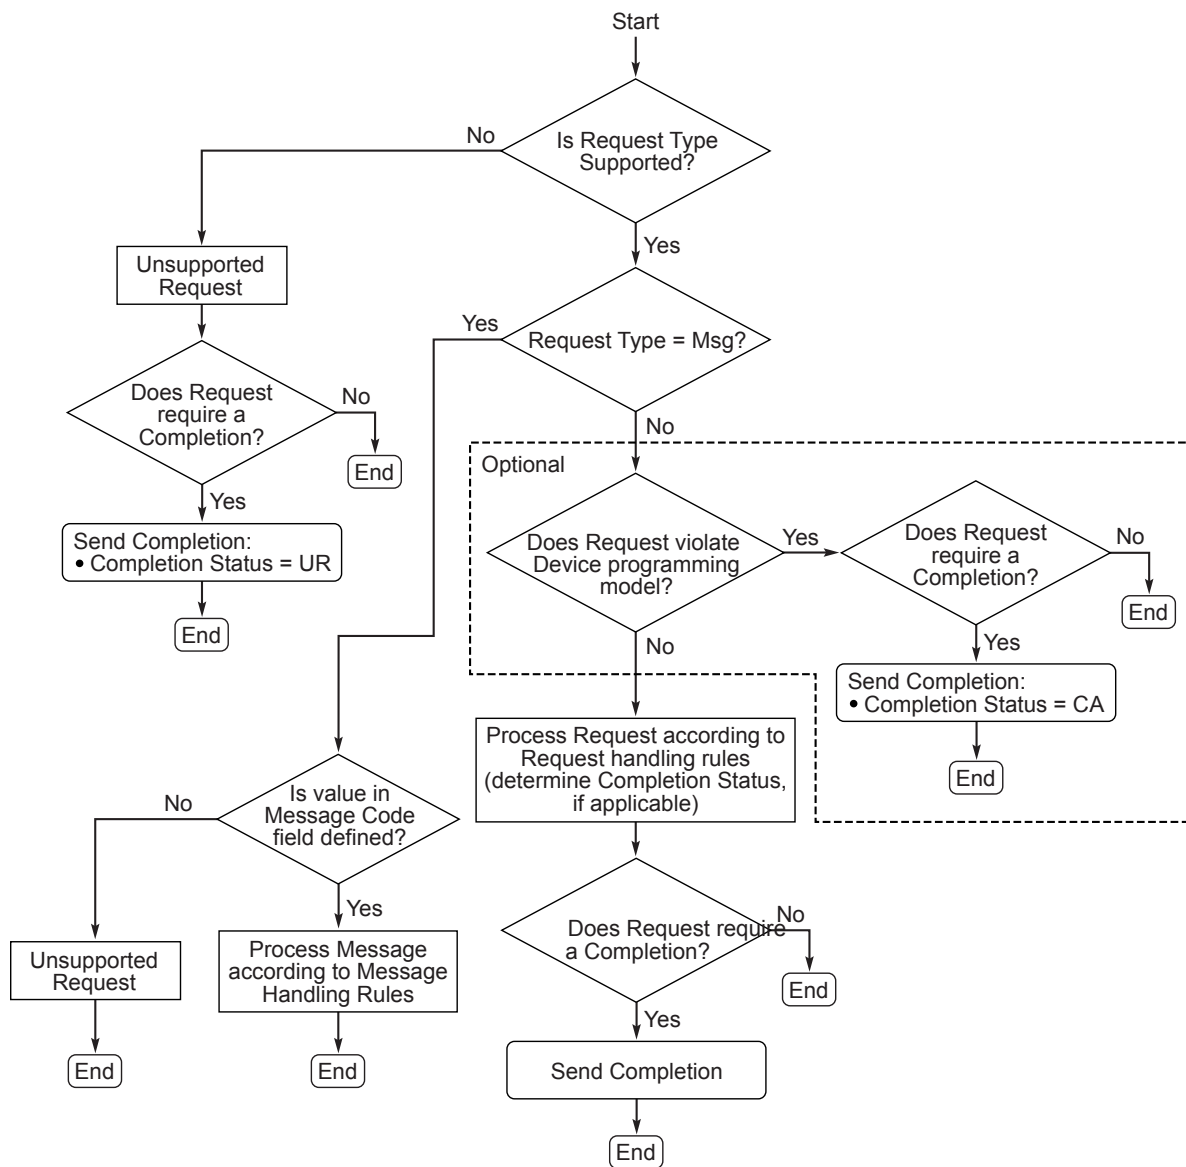 Start
No
Is Request Type
Supported?
Yes
Unsupported
Request
Yes
Request Type = Msg?
Does Request
require a
Completion?
No
No
End
Optional
Yes
Does Request violate
Device programming
model?
Yes
Does Request
require a
Completion?
No
Send Completion:
• Completion Status = UR
End
End
No
Yes
Send Completion:
• Completion Status = CA
Process Request according to
Request handling rules
(determine Completion Status,
if applicable)
End
No
Is value in
Message Code
field defined?
Yes
Does Request require
a Completion?
No
Unsupported
Request
Process Message
according to Message
Handling Rules
End
Yes
End
End
Send Completion
End